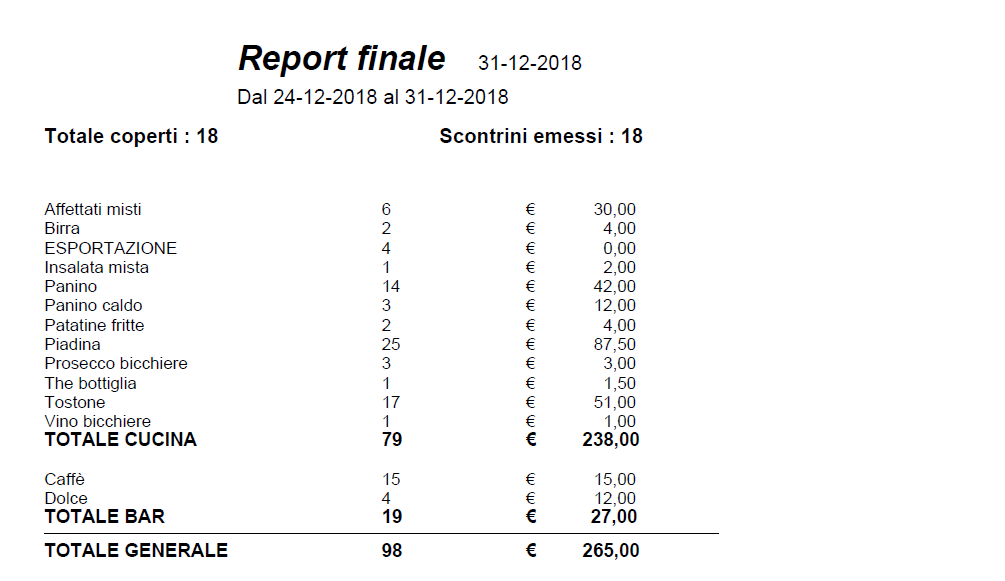 Report finale 31-12-2018
Dal 24-12-2018 al 31-12-2018
Totale coperti : 18 Scontrini emessi : 18
Affettati misti 6 € 30,00
Birra 2 € 4,00
ESPORTAZIONE 4 € 0,00
Insalata mista 1 € 2,00
Panino 14 € 42,00
Panino caldo 3 € 12,00
Patatine fritte 2 € 4,00
Piadina 25 € 87,50
Prosecco bicchiere 3 € 3,00
The bottiglia 1 € 1,50
Tostone 17 € 51,00
Vino bicchiere 1 € 1,00
TOTALE CUCINA 79 € 238,00
Caffè 15 € 15,00
Dolce 4 € 12,00
TOTALE BAR 19 € 27,00
TOTALE GENERALE 98 € 265,00